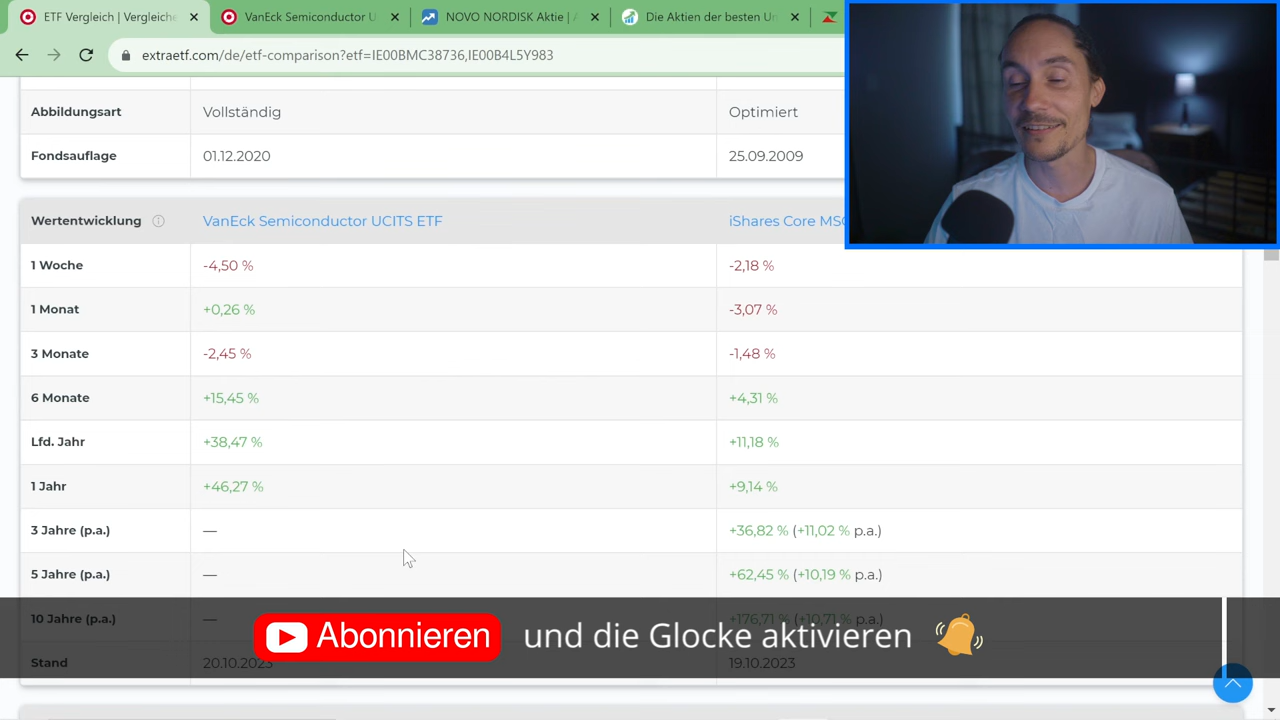 ETF Vergleich | Vergleiche
VanEck Semiconductor U
NOVO NORDISK Aktie | A
Die Aktien der besten Un
extraetf.com/de/etf-comparison?etf=IE00BMC38736,IE00B4L5Y983
Abbildungsart Vollständig Optimiert
Fondsauflage 01.12.2020 25.09.2009
Wertentwicklung VanEck Semiconductor UCITS ETF iShares Core MSC
1 Woche -4,50 % -2,18 %
1 Monat +0,26 % -3,07 %
3 Monate -2,45 % -1,48 %
6 Monate +15,45 % +4,31 %
Lfd. Jahr +38,47 % +11,18 %
1 Jahr +46,27 % +9,14 %
3 Jahre (p.a.) — +36,82 % (+11,02 % p.a.)
5 Jahre (p.a.) — +62,45 % (+10,19 % p.a.)
10 Jahre (p.a.) — +176,71 % (+10,71 % p.a.)
Abonnieren und die Glocke aktivieren
Stand 20.10.2023 19.10.2023